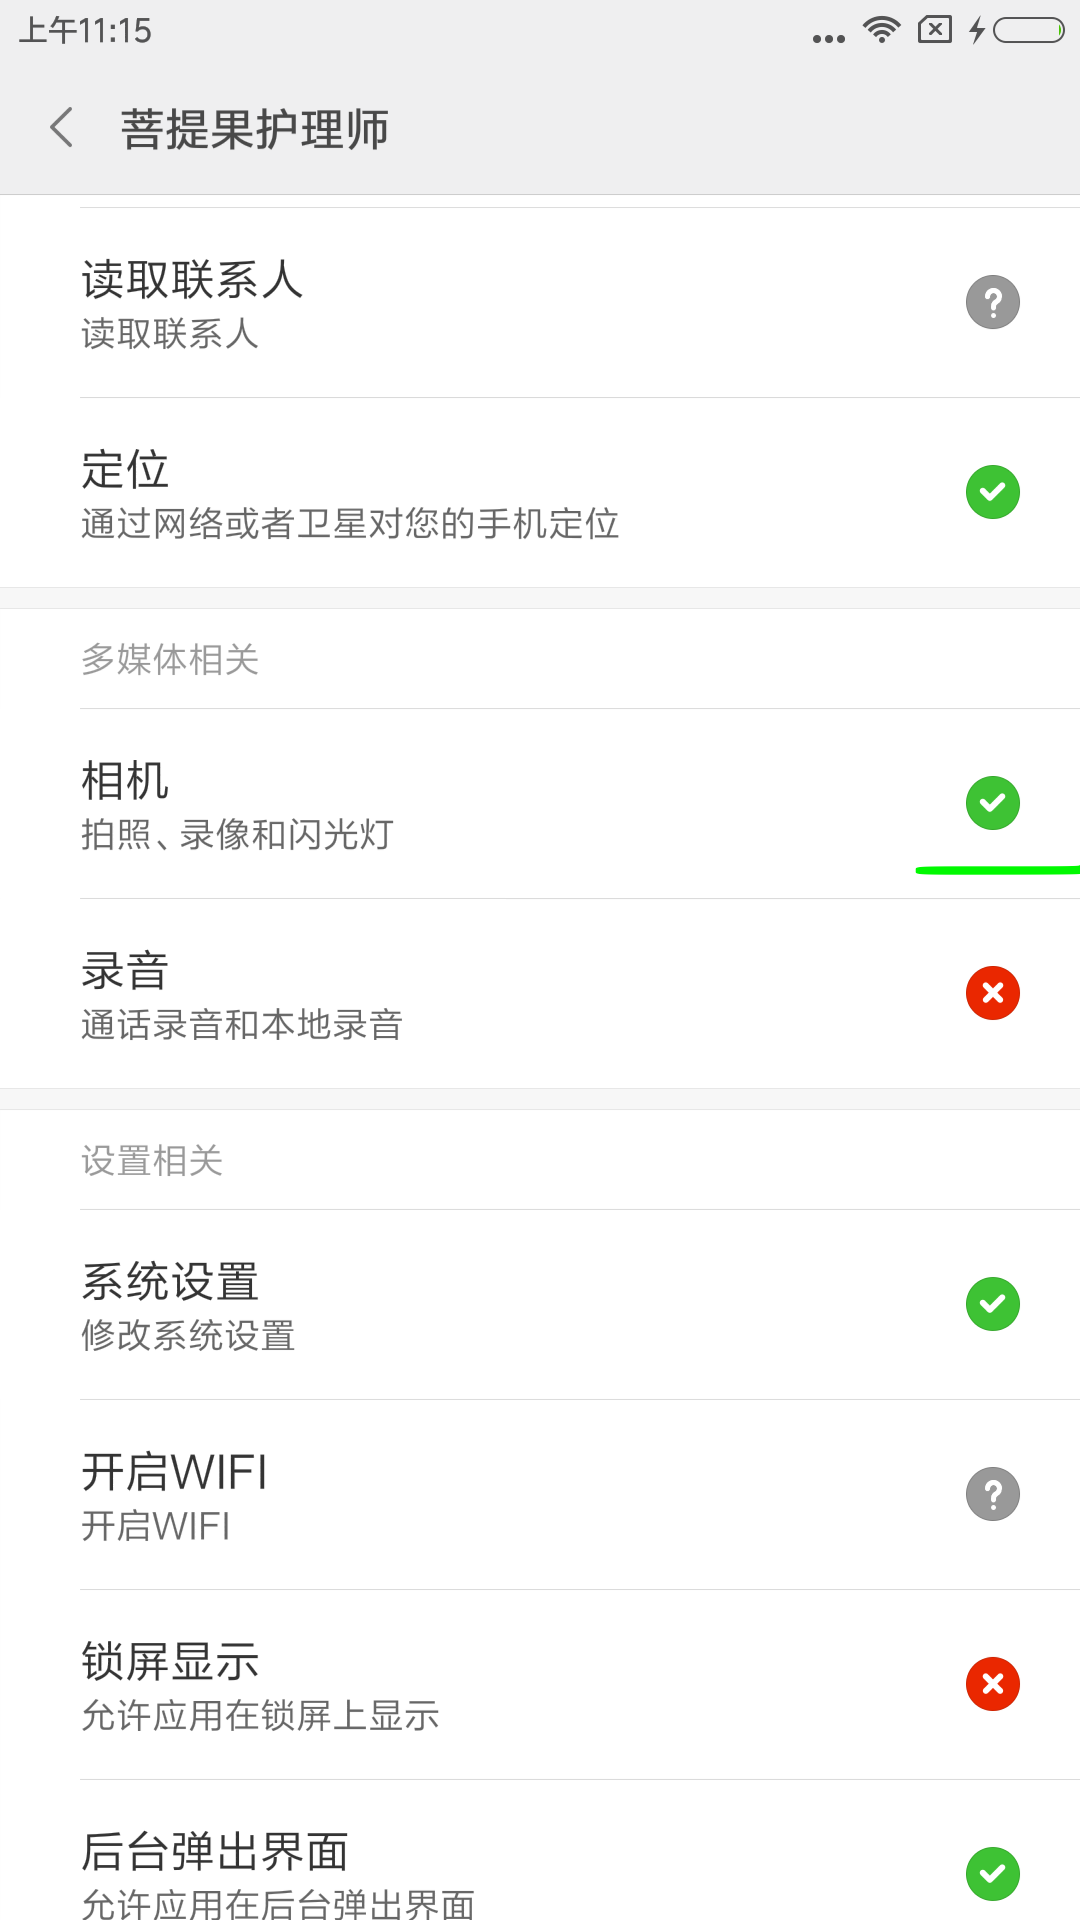 上午11:15
菩提果护理师
读取联系人
读取联系人
定位
通过网络或者卫星对您的手机定位
多媒体相关
相机
拍照、录像和闪光灯
录音
通话录音和本地录音
设置相关
系统设置
修改系统设置
开启WIFI
开启WIFI
锁屏显示
允许应用在锁屏上显示
后台弹出界面
允许应用在后台弹出界面